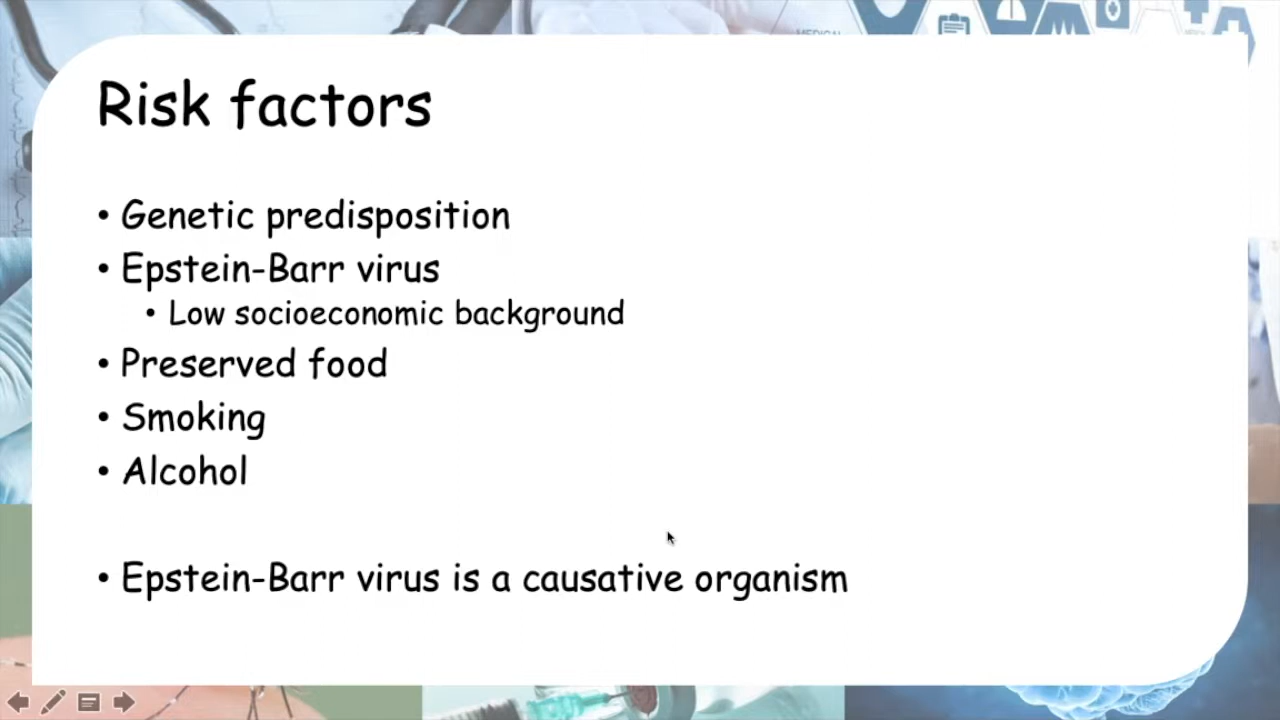 MEDICAL
Risk factors
• Genetic predisposition
• Epstein-Barr virus
• Low socioeconomic background
• Preserved food
• Smoking
• Alcohol
• Epstein-Barr virus is a causative organism